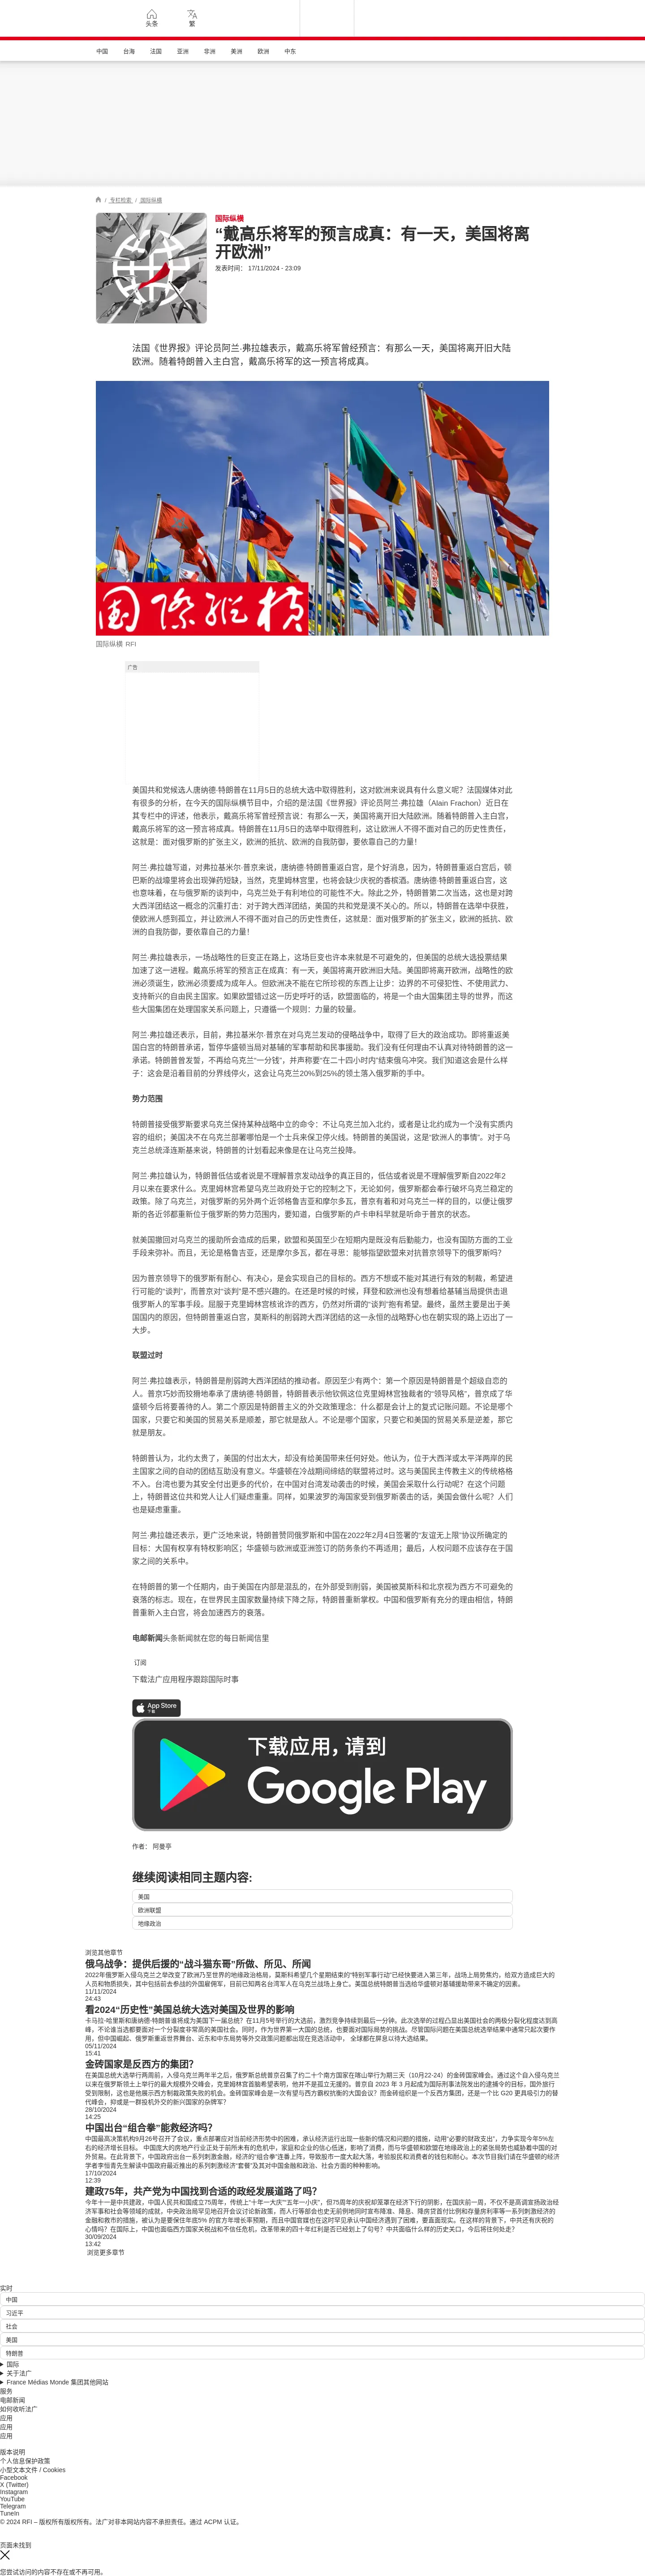 头条
繁
中国
台海
法国
亚洲
非洲
美洲
欧洲
中东
/ 专栏检索 / 国际纵横
国际纵横
“戴高乐将军的预言成真：有一天，美国将离
开欧洲”
发表时间： 17/11/2024 - 23:09
法国《世界报》评论员阿兰·弗拉雄表示，戴高乐将军曾经预言：有那么一天，美国将离开旧大陆
欧洲。随着特朗普入主白宫，戴高乐将军的这一预言将成真。
国際縱橫
国际纵横 RFI
广告
美国共和党候选人唐纳德·特朗普在11月5日的总统大选中取得胜利，这对欧洲来说具有什么意义呢？法国媒体对此
有很多的分析，在今天的国际纵横节目中，介绍的是法国《世界报》评论员阿兰·弗拉雄（Alain Frachon）近日在
其专栏中的评述，他表示，戴高乐将军曾经预言说：有那么一天，美国将离开旧大陆欧洲。随着特朗普入主白宫，
戴高乐将军的这一预言将成真。特朗普在11月5日的选举中取得胜利，这让欧洲人不得不面对自己的历史性责任，
这就是：面对俄罗斯的扩张主义，欧洲的抵抗、欧洲的自我防御，要依靠自己的力量！
阿兰·弗拉雄写道，对弗拉基米尔·普京来说，唐纳德·特朗普重返白宫，是个好消息，因为，特朗普重返白宫后，顿
巴斯的战壕里将会出现弹药短缺，当然，克里姆林宫里，也将会缺少庆祝的香槟酒。唐纳德·特朗普重返白宫，这
也意味着，在与俄罗斯的谈判中，乌克兰处于有利地位的可能性不大。除此之外，特朗普第二次当选，这也是对跨
大西洋团结这一概念的沉重打击：对于跨大西洋团结，美国的共和党是漠不关心的。所以，特朗普在选举中获胜，
使欧洲人感到孤立，并让欧洲人不得不面对自己的历史性责任，这就是：面对俄罗斯的扩张主义，欧洲的抵抗、欧
洲的自我防御，要依靠自己的力量！
阿兰·弗拉雄表示，一场战略性的巨变正在路上，这场巨变也许本来就是不可避免的，但美国的总统大选投票结果
加速了这一进程。戴高乐将军的预言正在成真：有一天，美国将离开欧洲旧大陆。美国即将离开欧洲，战略性的欧
洲必须诞生，欧洲必须要成为成年人。但欧洲决不能在它所珍视的东西上让步：边界的不可侵犯性、不使用武力、
支持新兴的自由民主国家。如果欧盟错过这一历史呼吁的话，欧盟面临的，将是一个由大国集团主导的世界，而这
些大国集团在处理国家关系问题上，只遵循一个规则：力量的较量。
阿兰·弗拉雄还表示，目前，弗拉基米尔·普京在对乌克兰发动的侵略战争中，取得了巨大的政治成功。即将重返美
国白宫的特朗普承诺，暂停华盛顿当局对基辅的军事帮助和民事援助。我们没有任何理由不认真对待特朗普的这一
承诺。特朗普曾发誓，不再给乌克兰“一分钱”，并声称要“在二十四小时内”结束俄乌冲突。我们知道这会是什么样
子：这会是沿着目前的分界线停火，这会让乌克兰20%到25%的领土落入俄罗斯的手中。
势力范围
特朗普接受俄罗斯要求乌克兰保持某种战略中立的命令：不让乌克兰加入北约，或者是让北约成为一个没有实质内
容的组织；美国决不在乌克兰部署哪怕是一个士兵来保卫停火线。特朗普的美国说，这是“欧洲人的事情”。对于乌
克兰总统泽连斯基来说，特朗普的计划看起来像是在让乌克兰投降。
阿兰·弗拉雄认为，特朗普低估或者说是不理解普京发动战争的真正目的，低估或者说是不理解俄罗斯自2022年2
月以来在要求什么。克里姆林宫希望乌克兰政府处于它的控制之下，无论如何，俄罗斯都会奉行破坏乌克兰稳定的
政策。除了乌克兰，对俄罗斯的另外两个近邻格鲁吉亚和摩尔多瓦，普京有着和对乌克兰一样的目的，以便让俄罗
斯的各近邻都重新位于俄罗斯的势力范围内，要知道，白俄罗斯的卢卡申科早就是听命于普京的状态。
就美国撤回对乌克兰的援助所会造成的后果，欧盟和英国至少在短期内是既没有后勤能力，也没有国防方面的工业
手段来弥补。而且，无论是格鲁吉亚，还是摩尔多瓦，都在寻思：能够指望欧盟来对抗普京领导下的俄罗斯吗？
因为普京领导下的俄罗斯有耐心、有决心，是会实现自己的目标的。西方不想或不能对其进行有效的制裁，希望进
行可能的“谈判”，而普京对“谈判”是不感兴趣的。在还是时候的时候，拜登和欧洲也没有想着给基辅当局提供击退
俄罗斯人的军事手段。屈服于克里姆林宫核讹诈的西方，仍然对所谓的“谈判”抱有希望。最终，虽然主要是出于美
国国内的原因，但特朗普重返白宫，莫斯科的削弱跨大西洋团结的这一永恒的战略野心也在朝实现的路上迈出了一
大步。
联盟过时
阿兰·弗拉雄表示，特朗普是削弱跨大西洋团结的推动者。原因至少有两个：第一个原因是特朗普是个超级自恋的
人。普京巧妙而狡猾地奉承了唐纳德·特朗普，特朗普表示他钦佩这位克里姆林宫独裁者的“领导风格”，普京成了华
盛顿今后将要善待的人。第二个原因是特朗普主义的外交政策理念：什么都是会计上的复式记账问题。不论是哪个
国家，只要它和美国的贸易关系是顺差，那它就是敌人。不论是哪个国家，只要它和美国的贸易关系是逆差，那它
就是朋友。
特朗普认为，北约太贵了，美国的付出太大，却没有给美国带来任何好处。他认为，位于大西洋或太平洋两岸的民
主国家之间的自动的团结互助没有意义。华盛顿在冷战期间缔结的联盟将过时。这与美国民主传教主义的传统格格
不入。台湾也要为其安全付出更多的代价，在中国对台湾发动袭击的时候，美国会采取什么行动呢？在这个问题
上，特朗普这位共和党人让人们疑虑重重。同样，如果波罗的海国家受到俄罗斯袭击的话，美国会做什么呢？人们
也是疑虑重重。
阿兰·弗拉雄还表示，更广泛地来说，特朗普赞同俄罗斯和中国在2022年2月4日签署的“友谊无上限”协议所确定的
目标：大国有权享有特权影响区；华盛顿与欧洲或亚洲签订的防务条约不再适用；最后，人权问题不应该存在于国
家之间的关系中。
在特朗普的第一个任期内，由于美国在内部是混乱的，在外部受到削弱，美国被莫斯科和北京视为西方不可避免的
衰落的标志。现在，在世界民主国家数量持续下降之际，特朗普重新掌权。中国和俄罗斯有充分的理由相信，特朗
普重新入主白宫，将会加速西方的衰落。
电邮新闻头条新闻就在您的每日新闻信里
订阅
下载法广应用程序跟踪国际时事
App Store
下载
下载应用，请到
Google Play
作者： 阿曼亭
继续阅读相同主题内容:
美国
欧洲联盟
地缘政治
浏览其他章节
俄乌战争：提供后援的“战斗猫东哥”所做、所见、所闻
2022年俄罗斯入侵乌克兰之举改变了欧洲乃至世界的地缘政治格局，莫斯科希望几个星期结束的“特别军事行动”已经快要进入第三年，战场上局势焦灼，给双方造成巨大的
人员和物质损失，其中包括前去参战的外国雇佣军，目前已知两名台湾军人在乌克兰战场上身亡。美国总统特朗普当选给华盛顿对基辅援助带来不确定的因素。
11/11/2024
24:43
看2024“历史性”美国总统大选对美国及世界的影响
卡马拉·哈里斯和唐纳德·特朗普谁将成为美国下一届总统？在11月5号举行的大选前，激烈竞争持续到最后一分钟。此次选举的过程凸显出美国社会的两极分裂化程度达到高
峰，不论谁当选都要面对一个分裂度非常高的美国社会。同时，作为世界第一大国的总统，也要面对国际局势的挑战。尽管国际问题在美国总统选举结果中通常只起次要作
用，但中国崛起、俄罗斯重返世界舞台、近东和中东局势等外交政策问题都出现在竞选活动中，全球都在屏息以待大选结果。
05/11/2024
15:41
金砖国家是反西方的集团？
在美国总统大选举行两周前，入侵乌克兰两年半之后，俄罗斯总统普京召集了约二十个南方国家在喀山举行为期三天（10月22-24）的金砖国家峰会。通过这个自入侵乌克兰
以来在俄罗斯领土上举行的最大规模外交峰会，克里姆林宫首脑希望表明，他并不是孤立无援的。普京自 2023 年 3 月起成为国际刑事法院发出的逮捕令的目标，国外旅行
受到限制，这也是他展示西方制裁政策失败的机会。金砖国家峰会是一次有望与西方霸权抗衡的大国会议？而金砖组织是一个反西方集团，还是一个比 G20 更具吸引力的替
代峰会，抑或是一群投机外交的新兴国家的杂牌军？
28/10/2024
14:25
中国出台“组合拳”能救经济吗？
中国最高决策机构9月26号召开了会议，重点部署应对当前经济形势中的困难，承认经济运行出现一些新的情况和问题的措施，动用“必要的财政支出”，力争实现今年5%左
右的经济增长目标。 中国庞大的房地产行业正处于前所未有的危机中，家庭和企业的信心低迷，影响了消费，而与华盛顿和欧盟在地缘政治上的紧张局势也威胁着中国的对
外贸易。在此背景下，中国政府出台一系列刺激金融，经济的“组合拳”连番上阵，导致股市一度大起大落，考验股民和消费者的钱包和耐心。本次节目我们请在华盛顿的经济
学者李恒青先生解读中国政府最近推出的系列刺激经济“套餐”及其对中国金融和政治、社会方面的种种影响。
17/10/2024
12:39
建政75年，共产党为中国找到合适的政经发展道路了吗？
今年十一是中共建政，中国人民共和国成立75周年，传统上“十年一大庆”“五年一小庆”，但75周年的庆祝却笼罩在经济下行的阴影，在国庆前一周，不仅不是高调宣扬政治经
济军事和社会等领域的成就，中央政治局罕见地召开会议讨论新政策，而人行等部会也史无前例地同时宣布降准、降息、降房贷首付比例和存量房利率等一系列刺激经济的
金融和救市的措施，被认为是要保住年底5% 的官方年增长率预期，而且中国官媒也在这时罕见承认中国经济遇到了困难，要直面现实。在这样的背景下，中共还有庆祝的
心情吗？在国际上，中国也面临西方国家关税战和不信任危机，改革带来的四十年红利是否已经划上了句号？中共面临什么样的历史关口，今后将往何处走？
30/09/2024
13:42
浏览更多章节
实时
中国
习近平
社会
美国
特朗普
国际
关于法广
France Médias Monde 集团其他网站
服务
电邮新闻
如何收听法广
应用
应用
应用
版本说明
个人信息保护政策
小型文本文件 / Cookies
Facebook
X (Twitter)
Instagram
YouTube
Telegram
TuneIn
© 2024 RFI – 版权所有版权所有。法广对非本网站内容不承担责任。通过 ACPM 认证。
页面未找到
您尝试访问的内容不存在或不再可用。